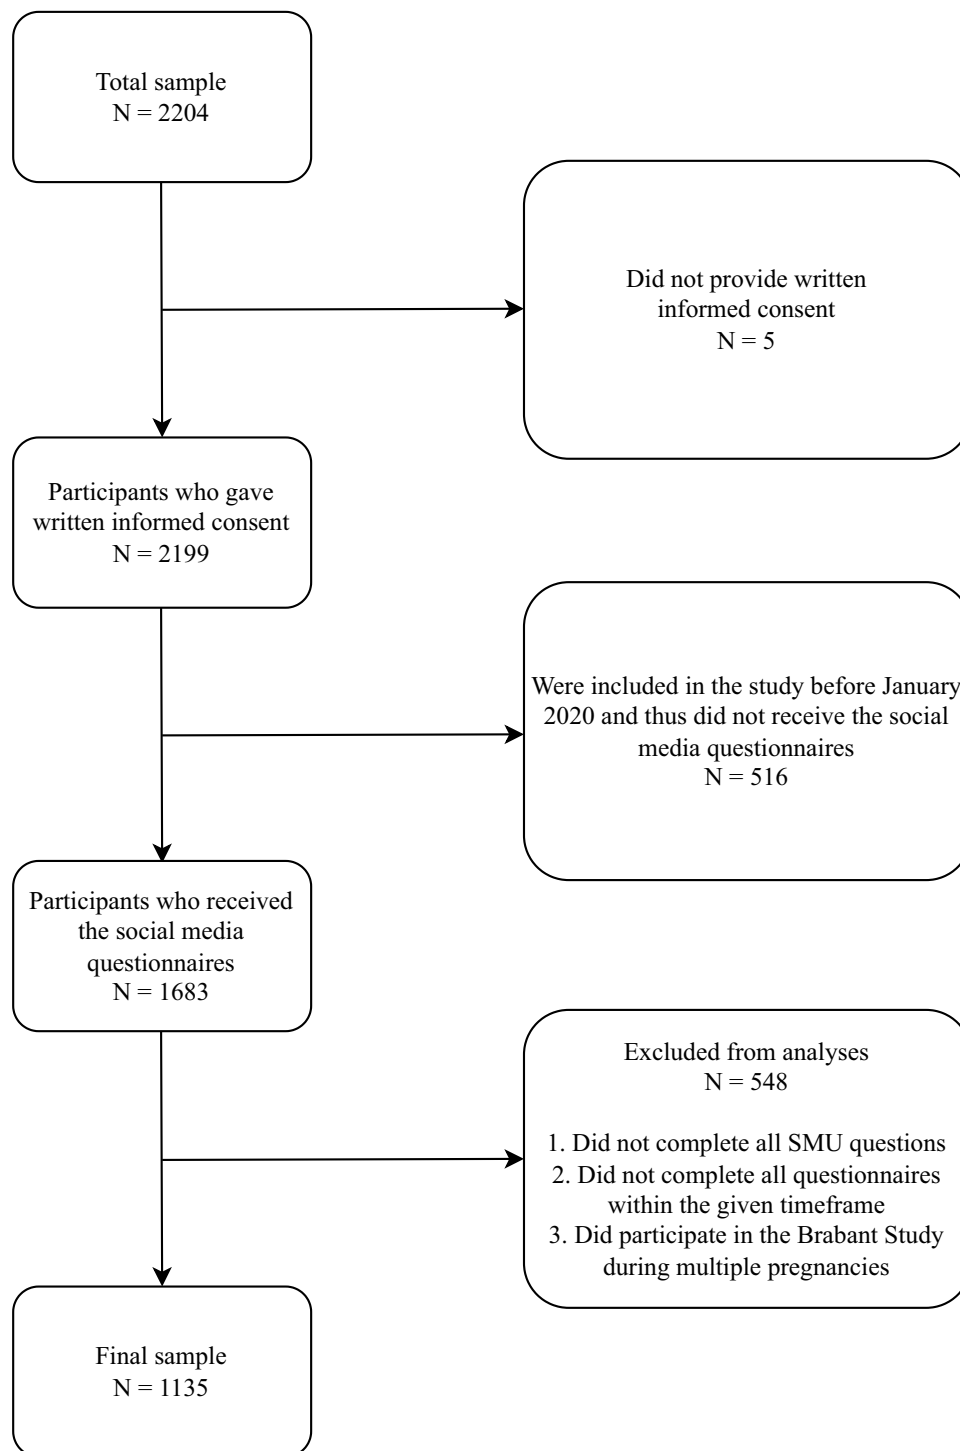 Total sample
N = 2204
Did not provide written
informed consent
N = 5
Participants who gave
written informed consent
N = 2199
Were included in the study before January
2020 and thus did not receive the social
media questionnaires
N = 516
Participants who received
the social media
questionnaires
N = 1683
Excluded from analyses
N = 548
1. Did not complete all SMU questions
2. Did not complete all questionnaires
within the given timeframe
3. Did participate in the Brabant Study
during multiple pregnancies
Final sample
N = 1135